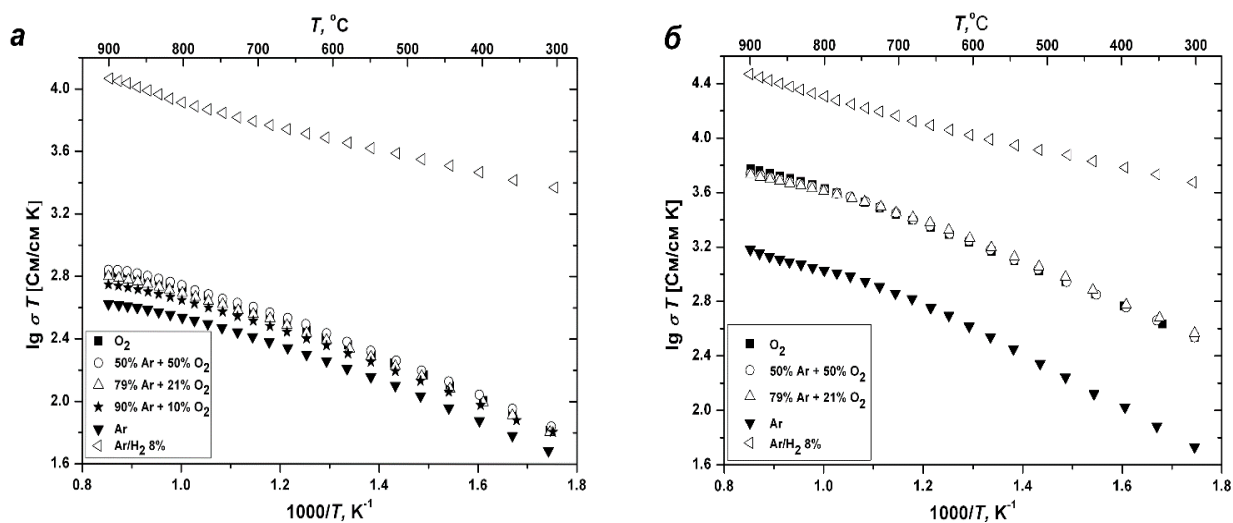 а
T, °C
900 800 700 600 500 400 300
4.0
3.6
3.2
2.8
2.4
2.0
1.6
lg σ T [См/см K]
O2
50% Ar + 50% O2
79% Ar + 21% O2
90% Ar + 10% O2
Ar
Ar/H2 8%
1.0 1.2 1.4 1.6 1.8
1000/T, K-1
б
T, °C
900 800 700 600 500 400 300
4.4
4.0
3.6
3.2
2.8
2.4
2.0
1.6
lg σ T [См/см K]
O2
50% Ar + 50% O2
79% Ar + 21% O2
Ar
Ar/H2 8%
1.0 1.2 1.4 1.6 1.8
1000/T, K-1